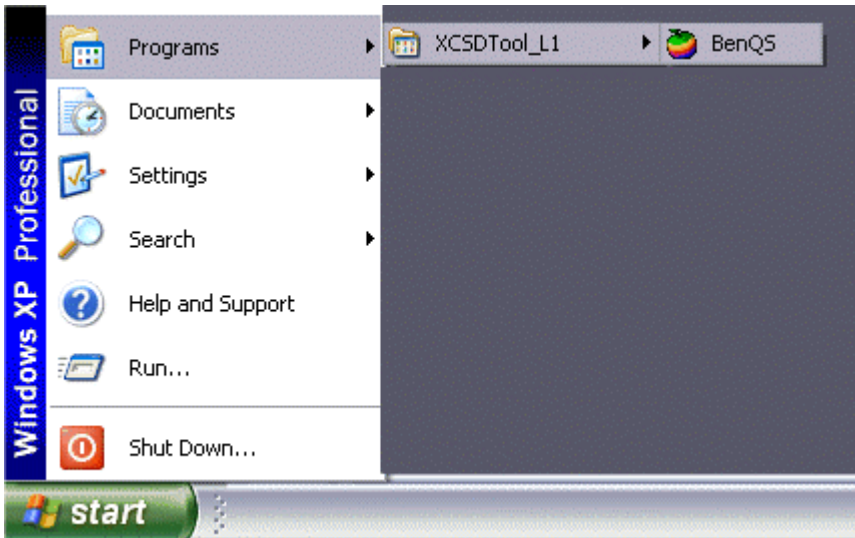 Windows XP Professional
Programs
XCSDTool_L1
BenQS
Documents
Settings
Search
Help and Support
Run...
Shut Down...
start